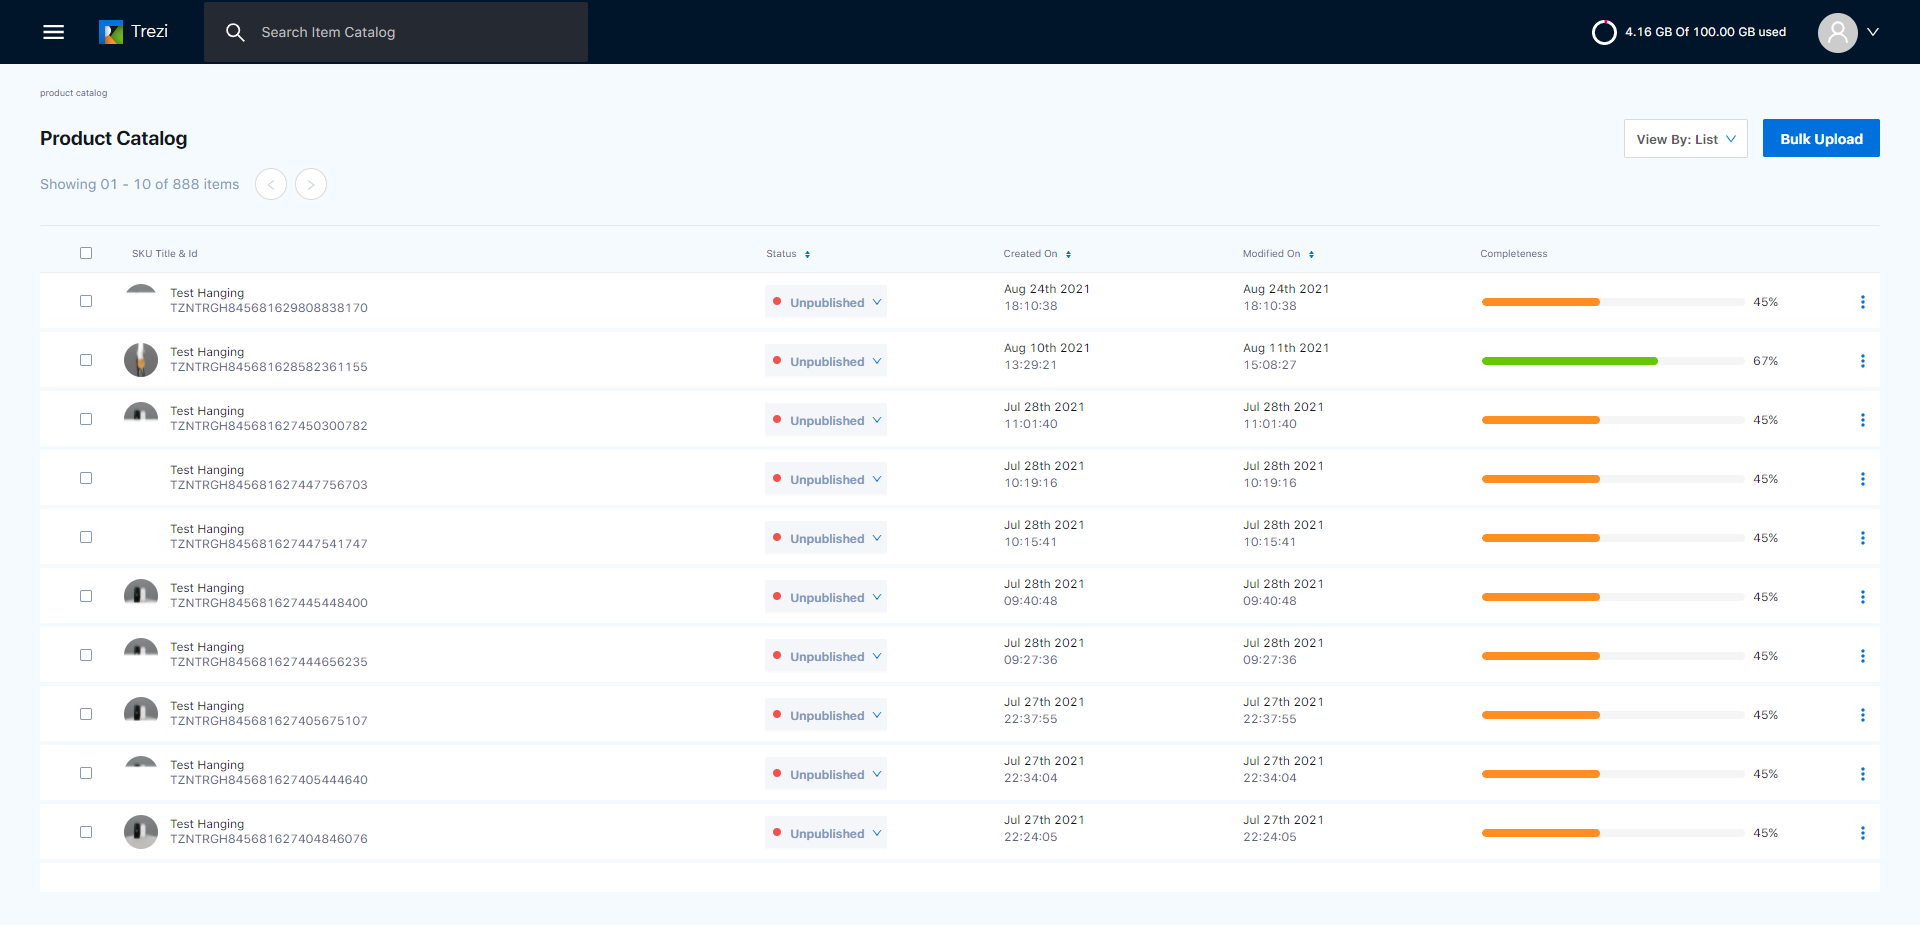 Trezi
Search Item Catalog
4.16 GB Of 100.00 GB used
product catalog
Product Catalog
View By: List
Bulk Upload
Showing 01 - 10 of 888 items
SKU Title & Id Status Created On Modified On Completeness
Test Hanging
TZNTRGH845681629808838170
Unpublished
Aug 24th 2021
18:10:38
Aug 24th 2021
18:10:38
45%
Test Hanging
TZNTRGH845681628582361155
Unpublished
Aug 10th 2021
13:29:21
Aug 11th 2021
15:08:27
67%
Test Hanging
TZNTRGH845681627450300782
Unpublished
Jul 28th 2021
11:01:40
Jul 28th 2021
11:01:40
45%
Test Hanging
TZNTRGH845681627447756703
Unpublished
Jul 28th 2021
10:19:16
Jul 28th 2021
10:19:16
45%
Test Hanging
TZNTRGH845681627447541747
Unpublished
Jul 28th 2021
10:15:41
Jul 28th 2021
10:15:41
45%
Test Hanging
TZNTRGH845681627445448400
Unpublished
Jul 28th 2021
09:40:48
Jul 28th 2021
09:40:48
45%
Test Hanging
TZNTRGH845681627444656235
Unpublished
Jul 28th 2021
09:27:36
Jul 28th 2021
09:27:36
45%
Test Hanging
TZNTRGH845681627405675107
Unpublished
Jul 27th 2021
22:37:55
Jul 27th 2021
22:37:55
45%
Test Hanging
TZNTRGH845681627405444640
Unpublished
Jul 27th 2021
22:34:04
Jul 27th 2021
22:34:04
45%
Test Hanging
TZNTRGH845681627404846076
Unpublished
Jul 27th 2021
22:24:05
Jul 27th 2021
22:24:05
45%